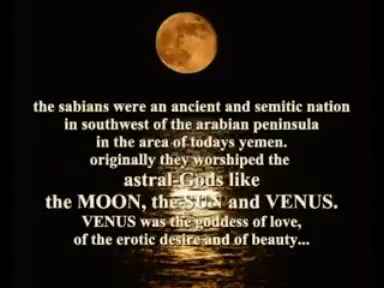 the sabians were an ancient and semitic nation
in southwest of the arabian peninsula
in the area of todays yemen.
originally they worshiped the
astral-Gods like
the MOON, the SUN and VENUS.
VENUS was the goddess of love,
of the erotic desire and of beauty...